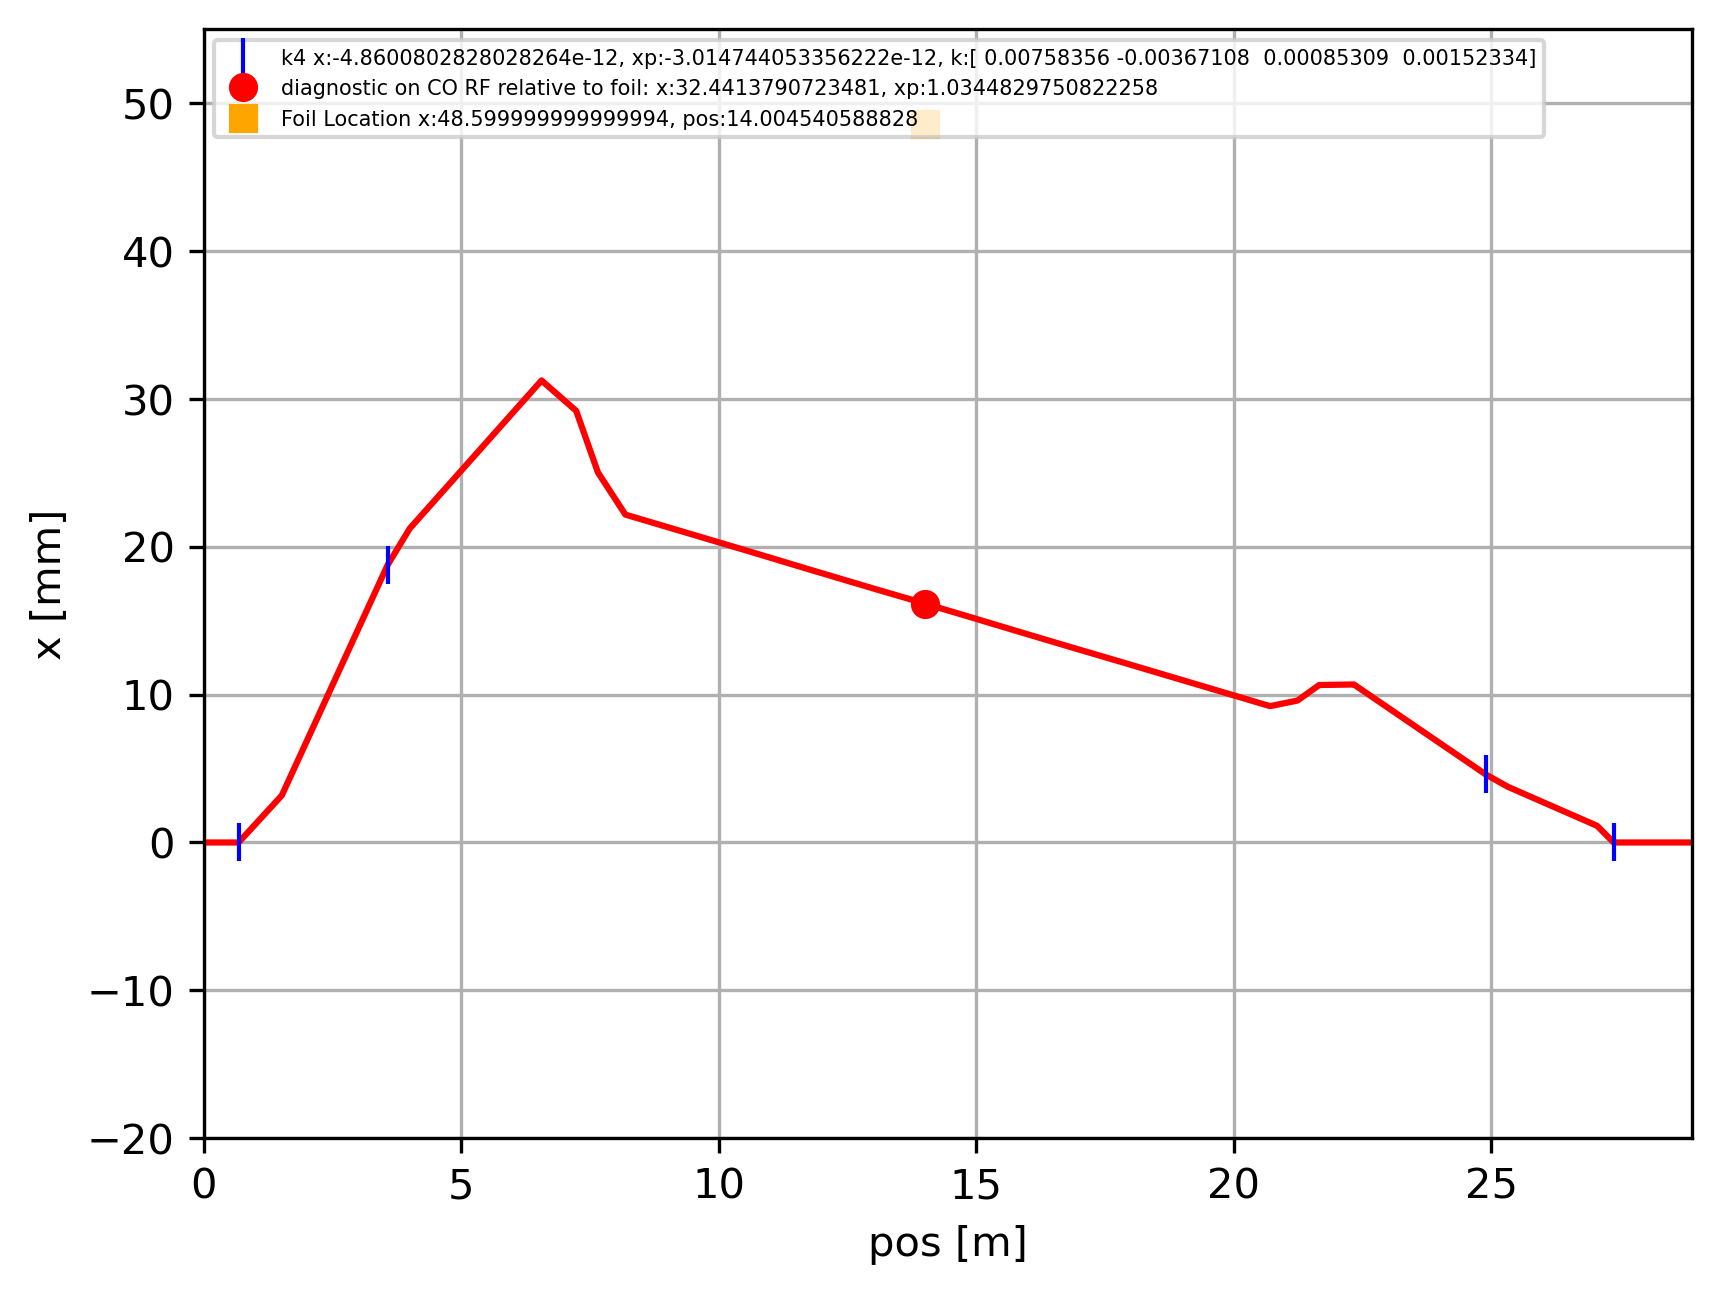 k4 x:-4.8600802828028264e-12, xp:-3.014744053356222e-12, k:[ 0.00758356 -0.00367108  0.00085309  0.00152334]
diagnostic on CO RF relative to foil: x:32.4413790723481, xp:1.0344829750822258
Foil Location x:48.599999999999994, pos:14.004540588828
50
40
30
20
10
0
−10
−20
x [mm]
0 5 10 15 20 25
pos [m]